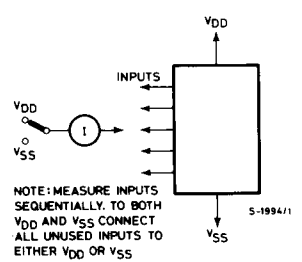 VDD
INPUTS
VDD
I
VSS
NOTE: MEASURE INPUTS
SEQUENTIALLY. TO BOTH
VDD AND VSS CONNECT
ALL UNUSED INPUTS TO
EITHER VDD OR VSS
S-1994/1
VSS